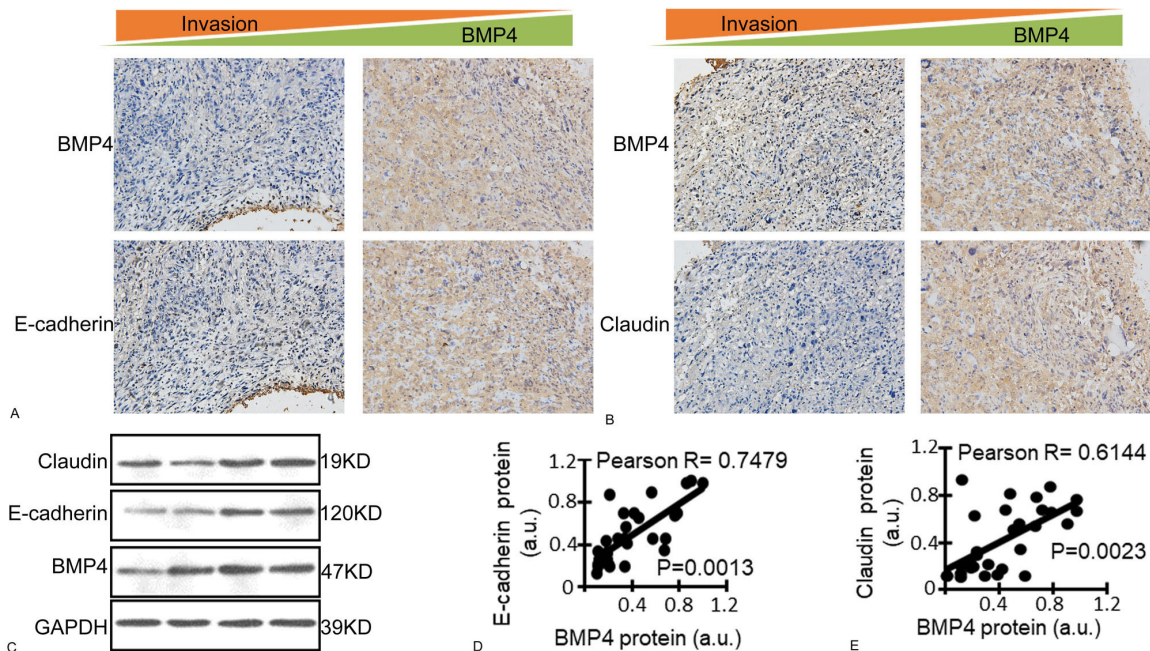 Invasion
BMP4
Invasion
BMP4
BMP4
E-cadherin
A
BMP4
Claudin
B
Claudin
19KD
E-cadherin
120KD
BMP4
47KD
GAPDH
39KD
C
E-cadherin protein
(a.u.)
1.2
0.8
0.4
0
Pearson R= 0.7479
P=0.0013
0.4 0.8 1.2
BMP4 protein (a.u.)
D
Claudin protein
(a.u.)
1.2
0.8
0.4
0
Pearson R= 0.6144
P=0.0023
0 0.4 0.8 1.2
BMP4 protein (a.u.)
E